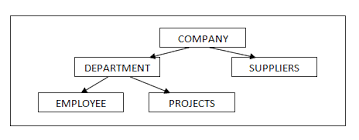 COMPANY
DEPARTMENT SUPPLIERS
EMPLOYEE PROJECTS